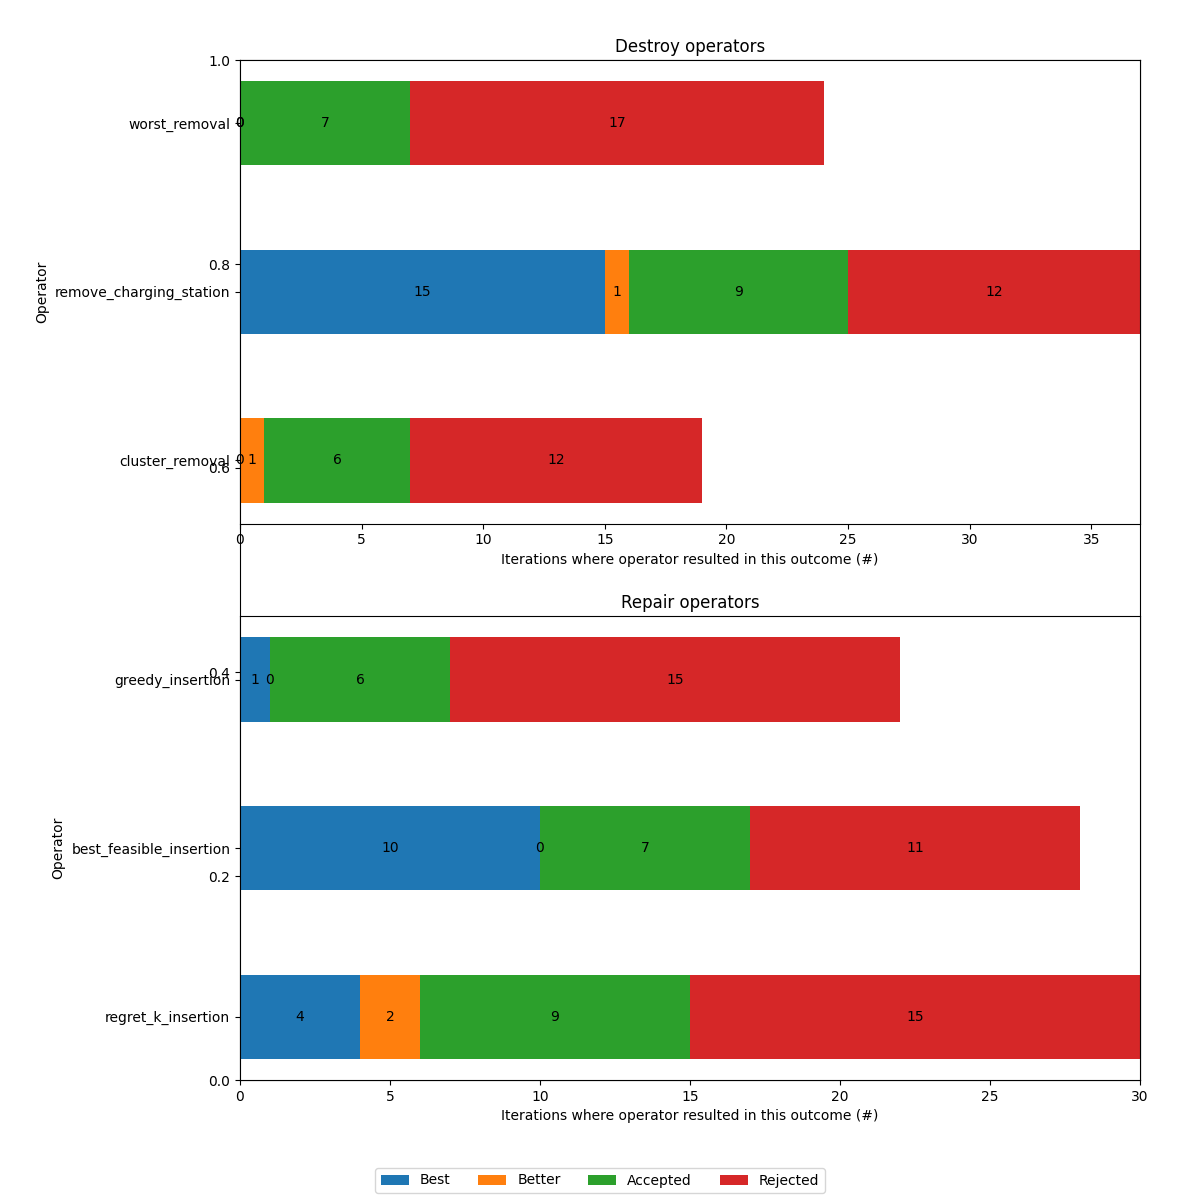 Destroy operators
1.0
worst_removal 0 0 7 17
0.8
Operator
remove_charging_station 15 1 9 12
cluster_removal 0 1 6 12
0.6
0 5 10 15 20 25 30 35
Iterations where operator resulted in this outcome (#)
Repair operators
0.4
greedy_insertion 1 0 6 15
Operator
best_feasible_insertion 10 0 7 11
0.2
regret_k_insertion 4 2 9 15
0.0
0 5 10 15 20 25 30
Iterations where operator resulted in this outcome (#)
Best Better Accepted Rejected